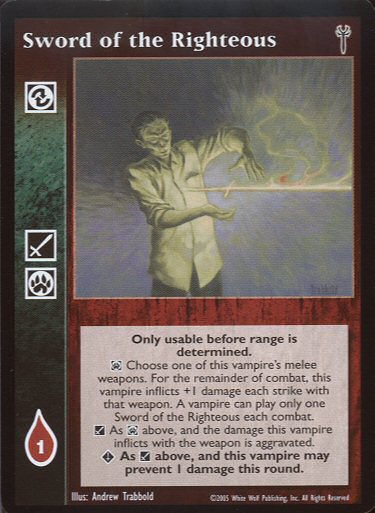 Sword of the Righteous
Only usable before range is
determined.
Choose one of this vampire's melee
weapons. For the remainder of combat, this
vampire inflicts +1 damage each strike with
that weapon. A vampire can play only one
Sword of the Righteous each combat.
As above, and the damage this vampire
inflicts with the weapon is aggravated.
As above, and this vampire may
prevent 1 damage this round.
1
Illus: Andrew Trabbold
©2005 White Wolf Publishing, Inc. All Rights Reserved